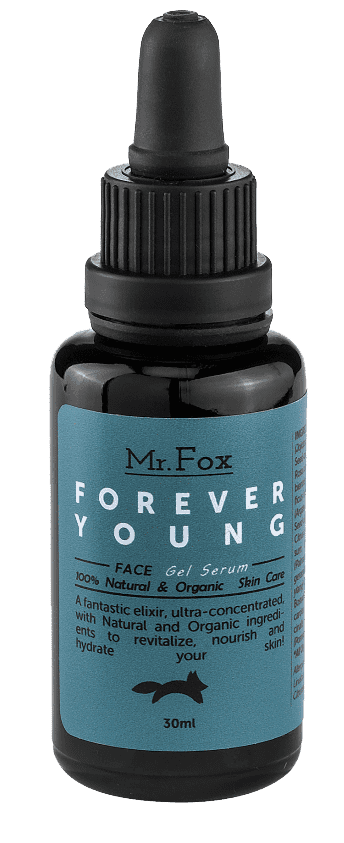 Mr.Fox
FOREVER
YOUNG
FACE Gel Serum
100% Natural & Organic Skin Care
A fantastic elixir, ultra-concentrated,
with Natural and Organic ingredi-
ents to revitalize, nourish and
hydrate your skin!
30ml